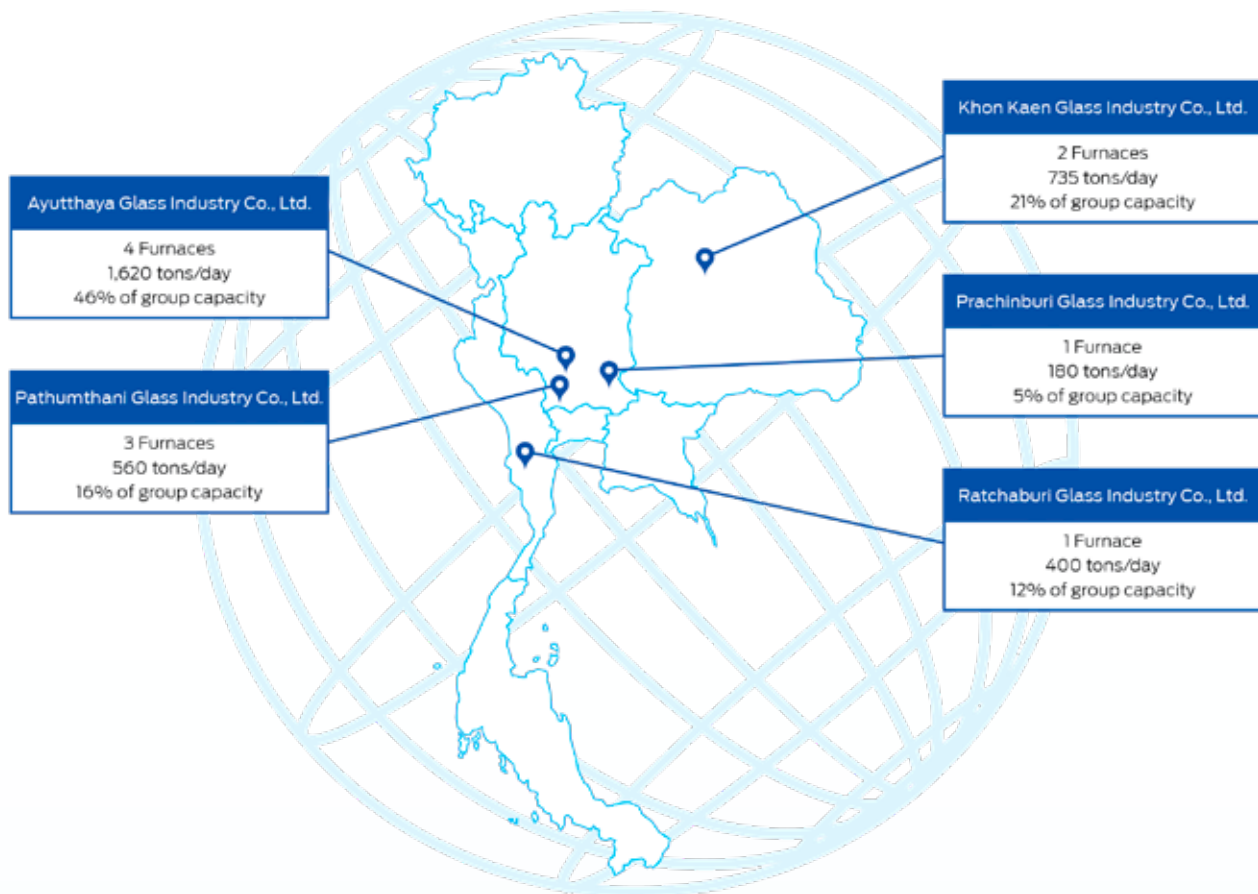 Khon Kaen Glass Industry Co., Ltd.
2 Furnaces
735 tons/day
21% of group capacity
Ayutthaya Glass Industry Co., Ltd.
4 Furnaces
1,620 tons/day
46% of group capacity
Prachinburi Glass Industry Co., Ltd.
1 Furnace
180 tons/day
5% of group capacity
Pathumthani Glass Industry Co., Ltd.
3 Furnaces
560 tons/day
16% of group capacity
Ratchaburi Glass Industry Co., Ltd.
1 Furnace
400 tons/day
12% of group capacity